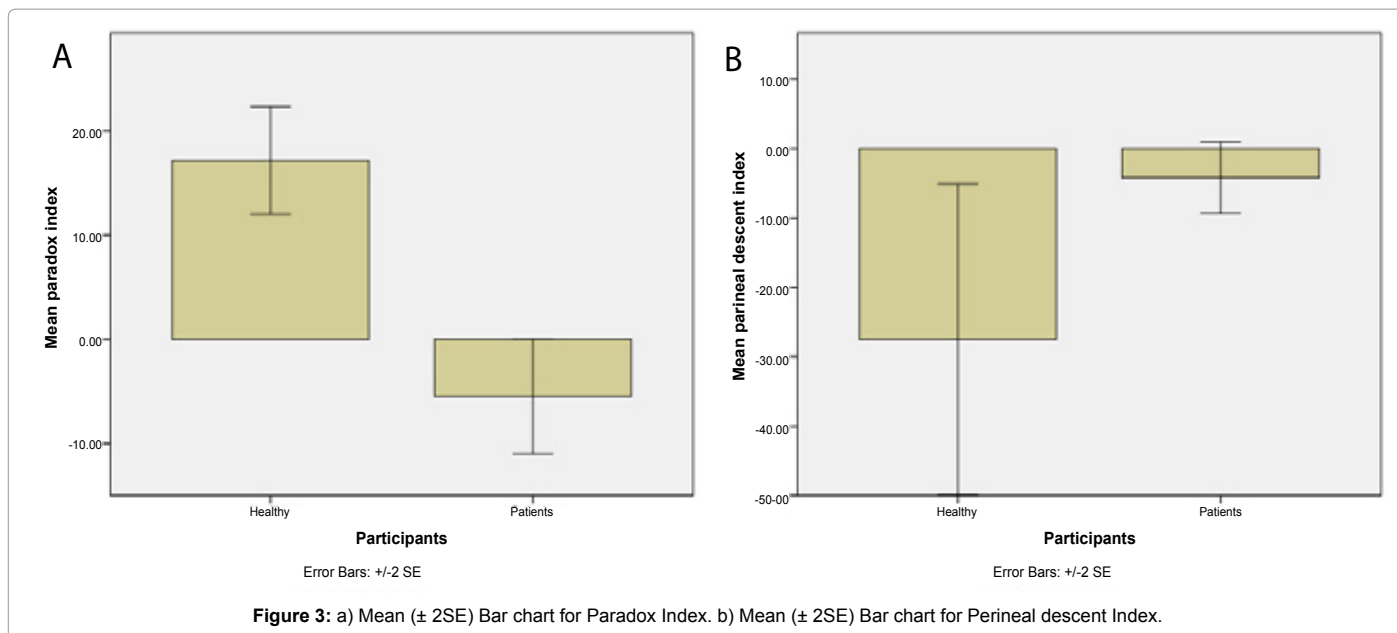 A
Mean paradox index
20.00
10.00
0.00
-10.00
Healthy
Patients
Participants
Error Bars: +/-2 SE
B
Mean parineal descent index
10.00
0.00
-10.00
-20.00
-30.00
-40.00
-50-00
Healthy
Patients
Participants
Error Bars: +/-2 SE
Figure 3: a) Mean (± 2SE) Bar chart for Paradox Index. b) Mean (± 2SE) Bar chart for Perineal descent Index.